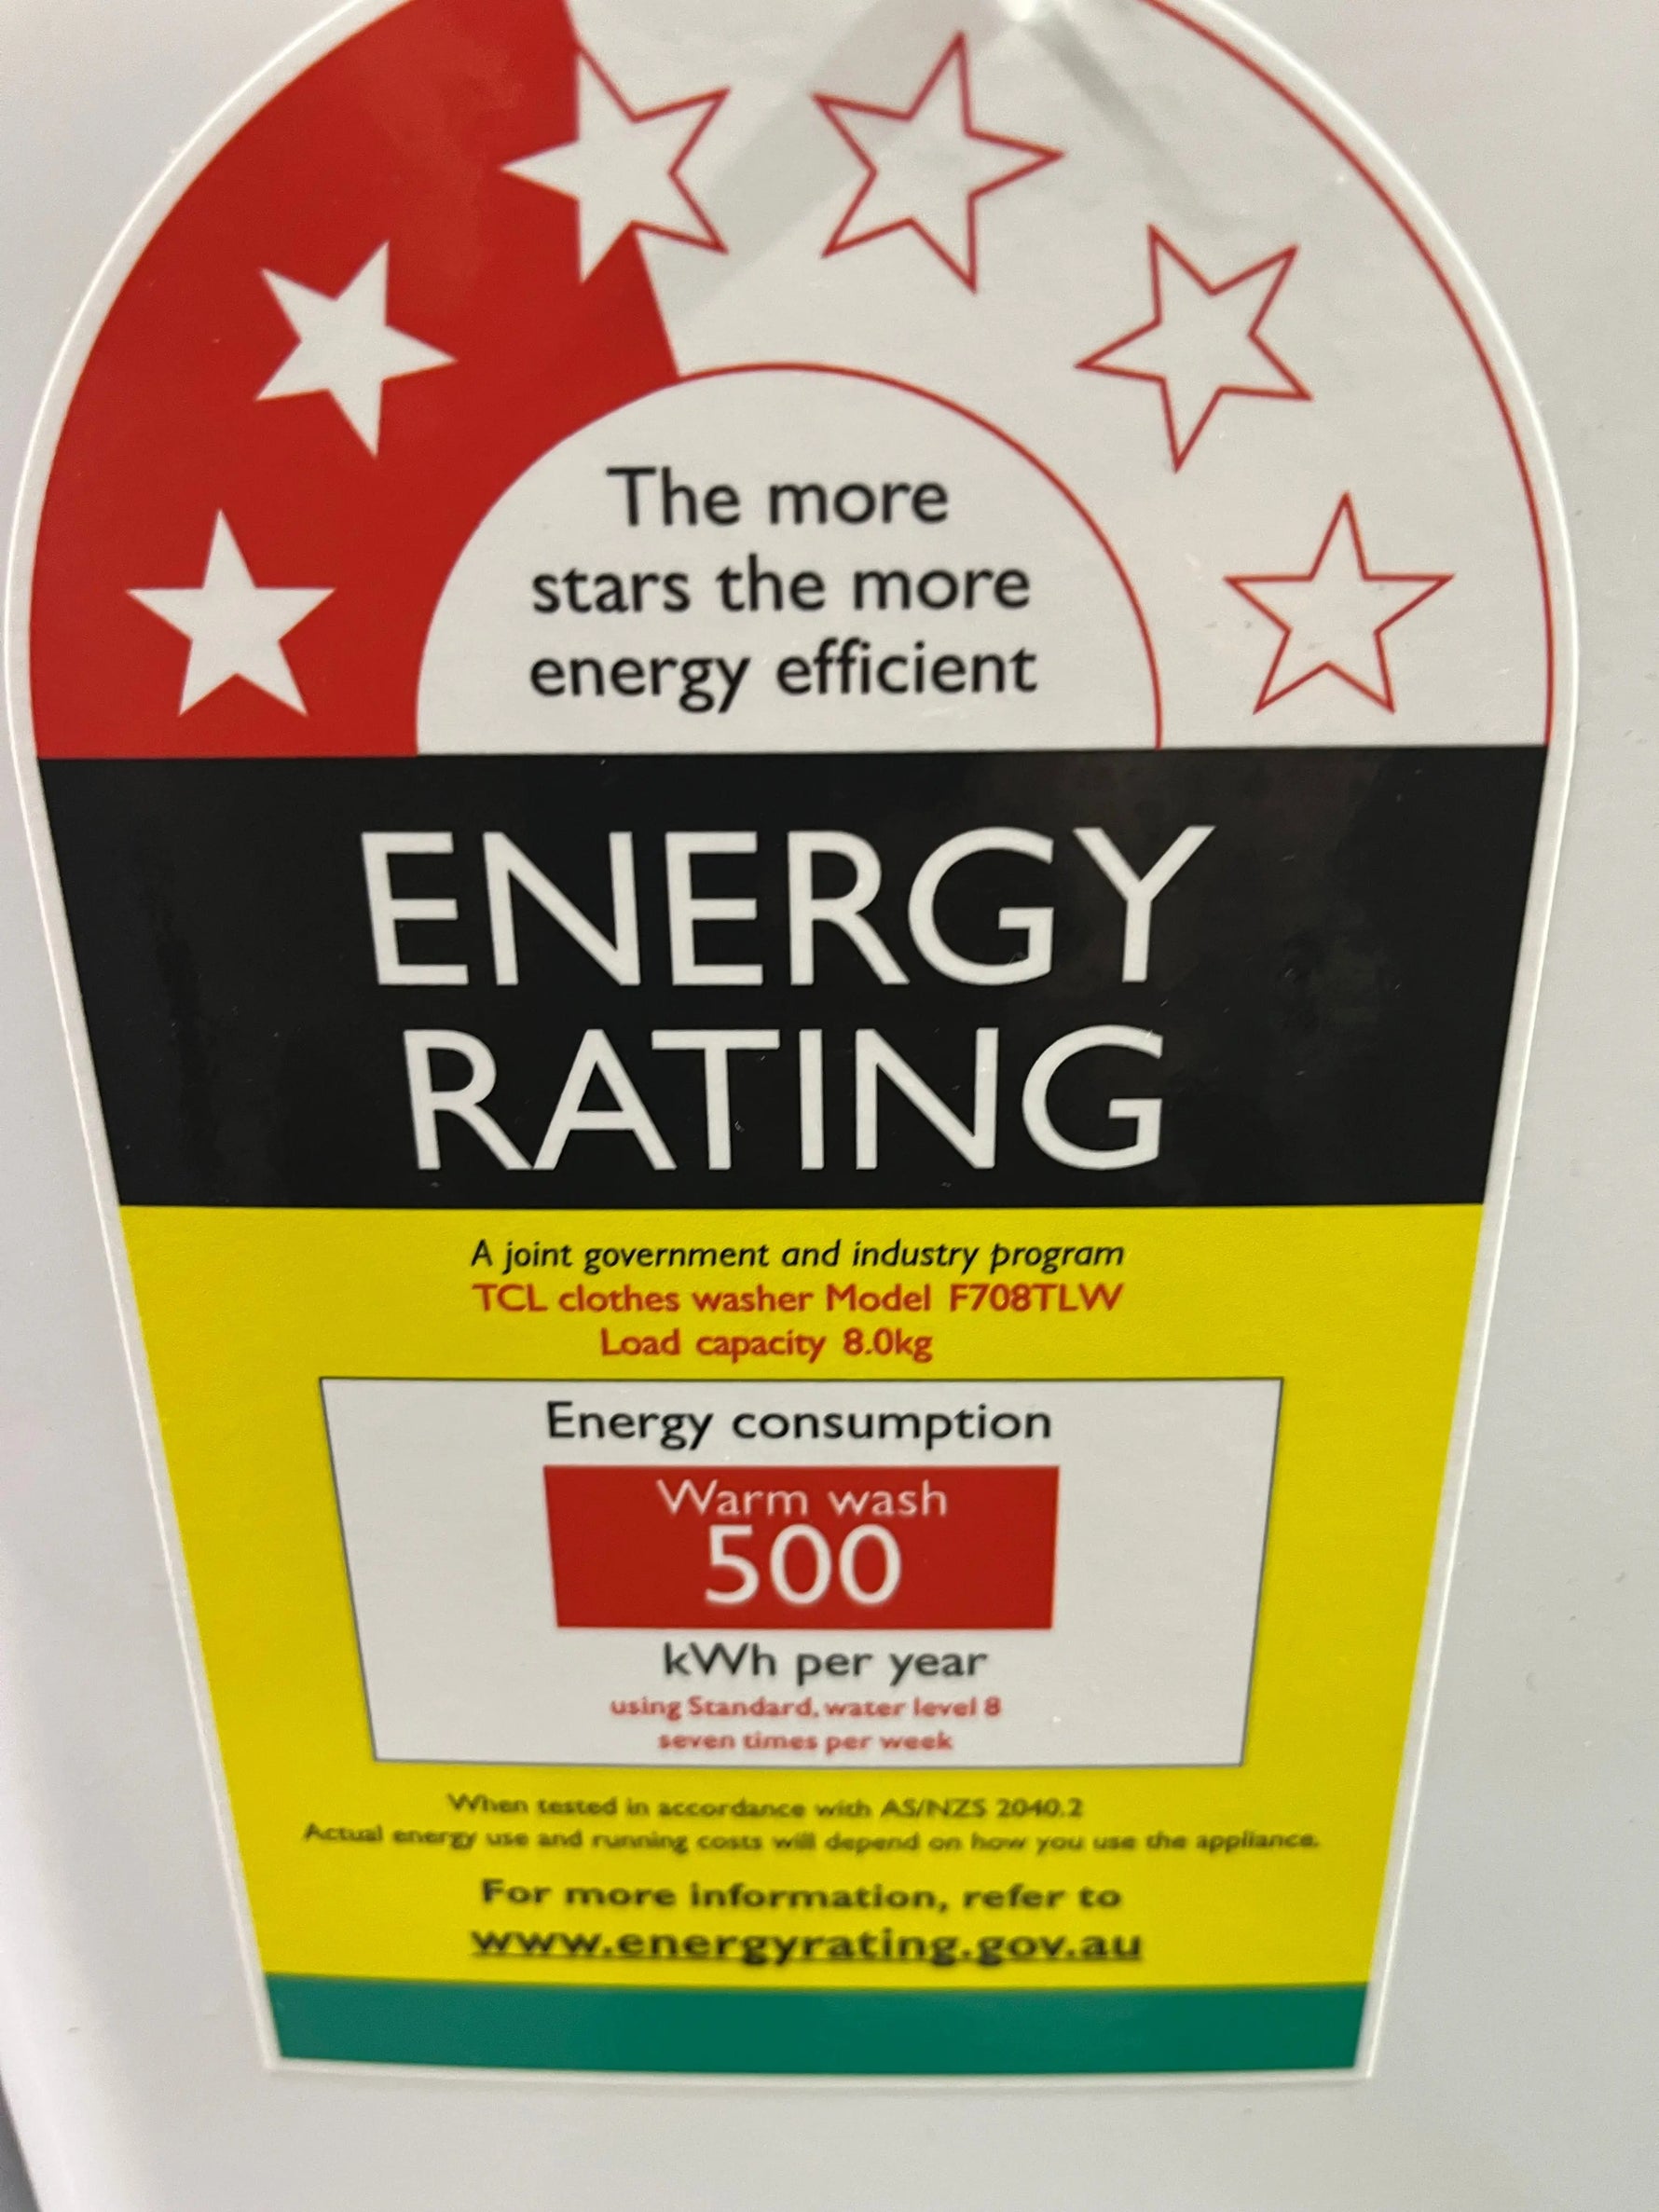 The more
stars the more
energy efficient
ENERGY
RATING
A joint government and industry program
TCL clothes washer Model F708TLW
Load capacity 8.0kg
Energy consumption
Warm wash
500
kWh per year
using Standard, water level 8
seven times per week
When tested in accordance with AS/NZS 2040.2
Actual energy use and running costs will depend on how you use the appliance.
For more information, refer to
www.energyrating.gov.au